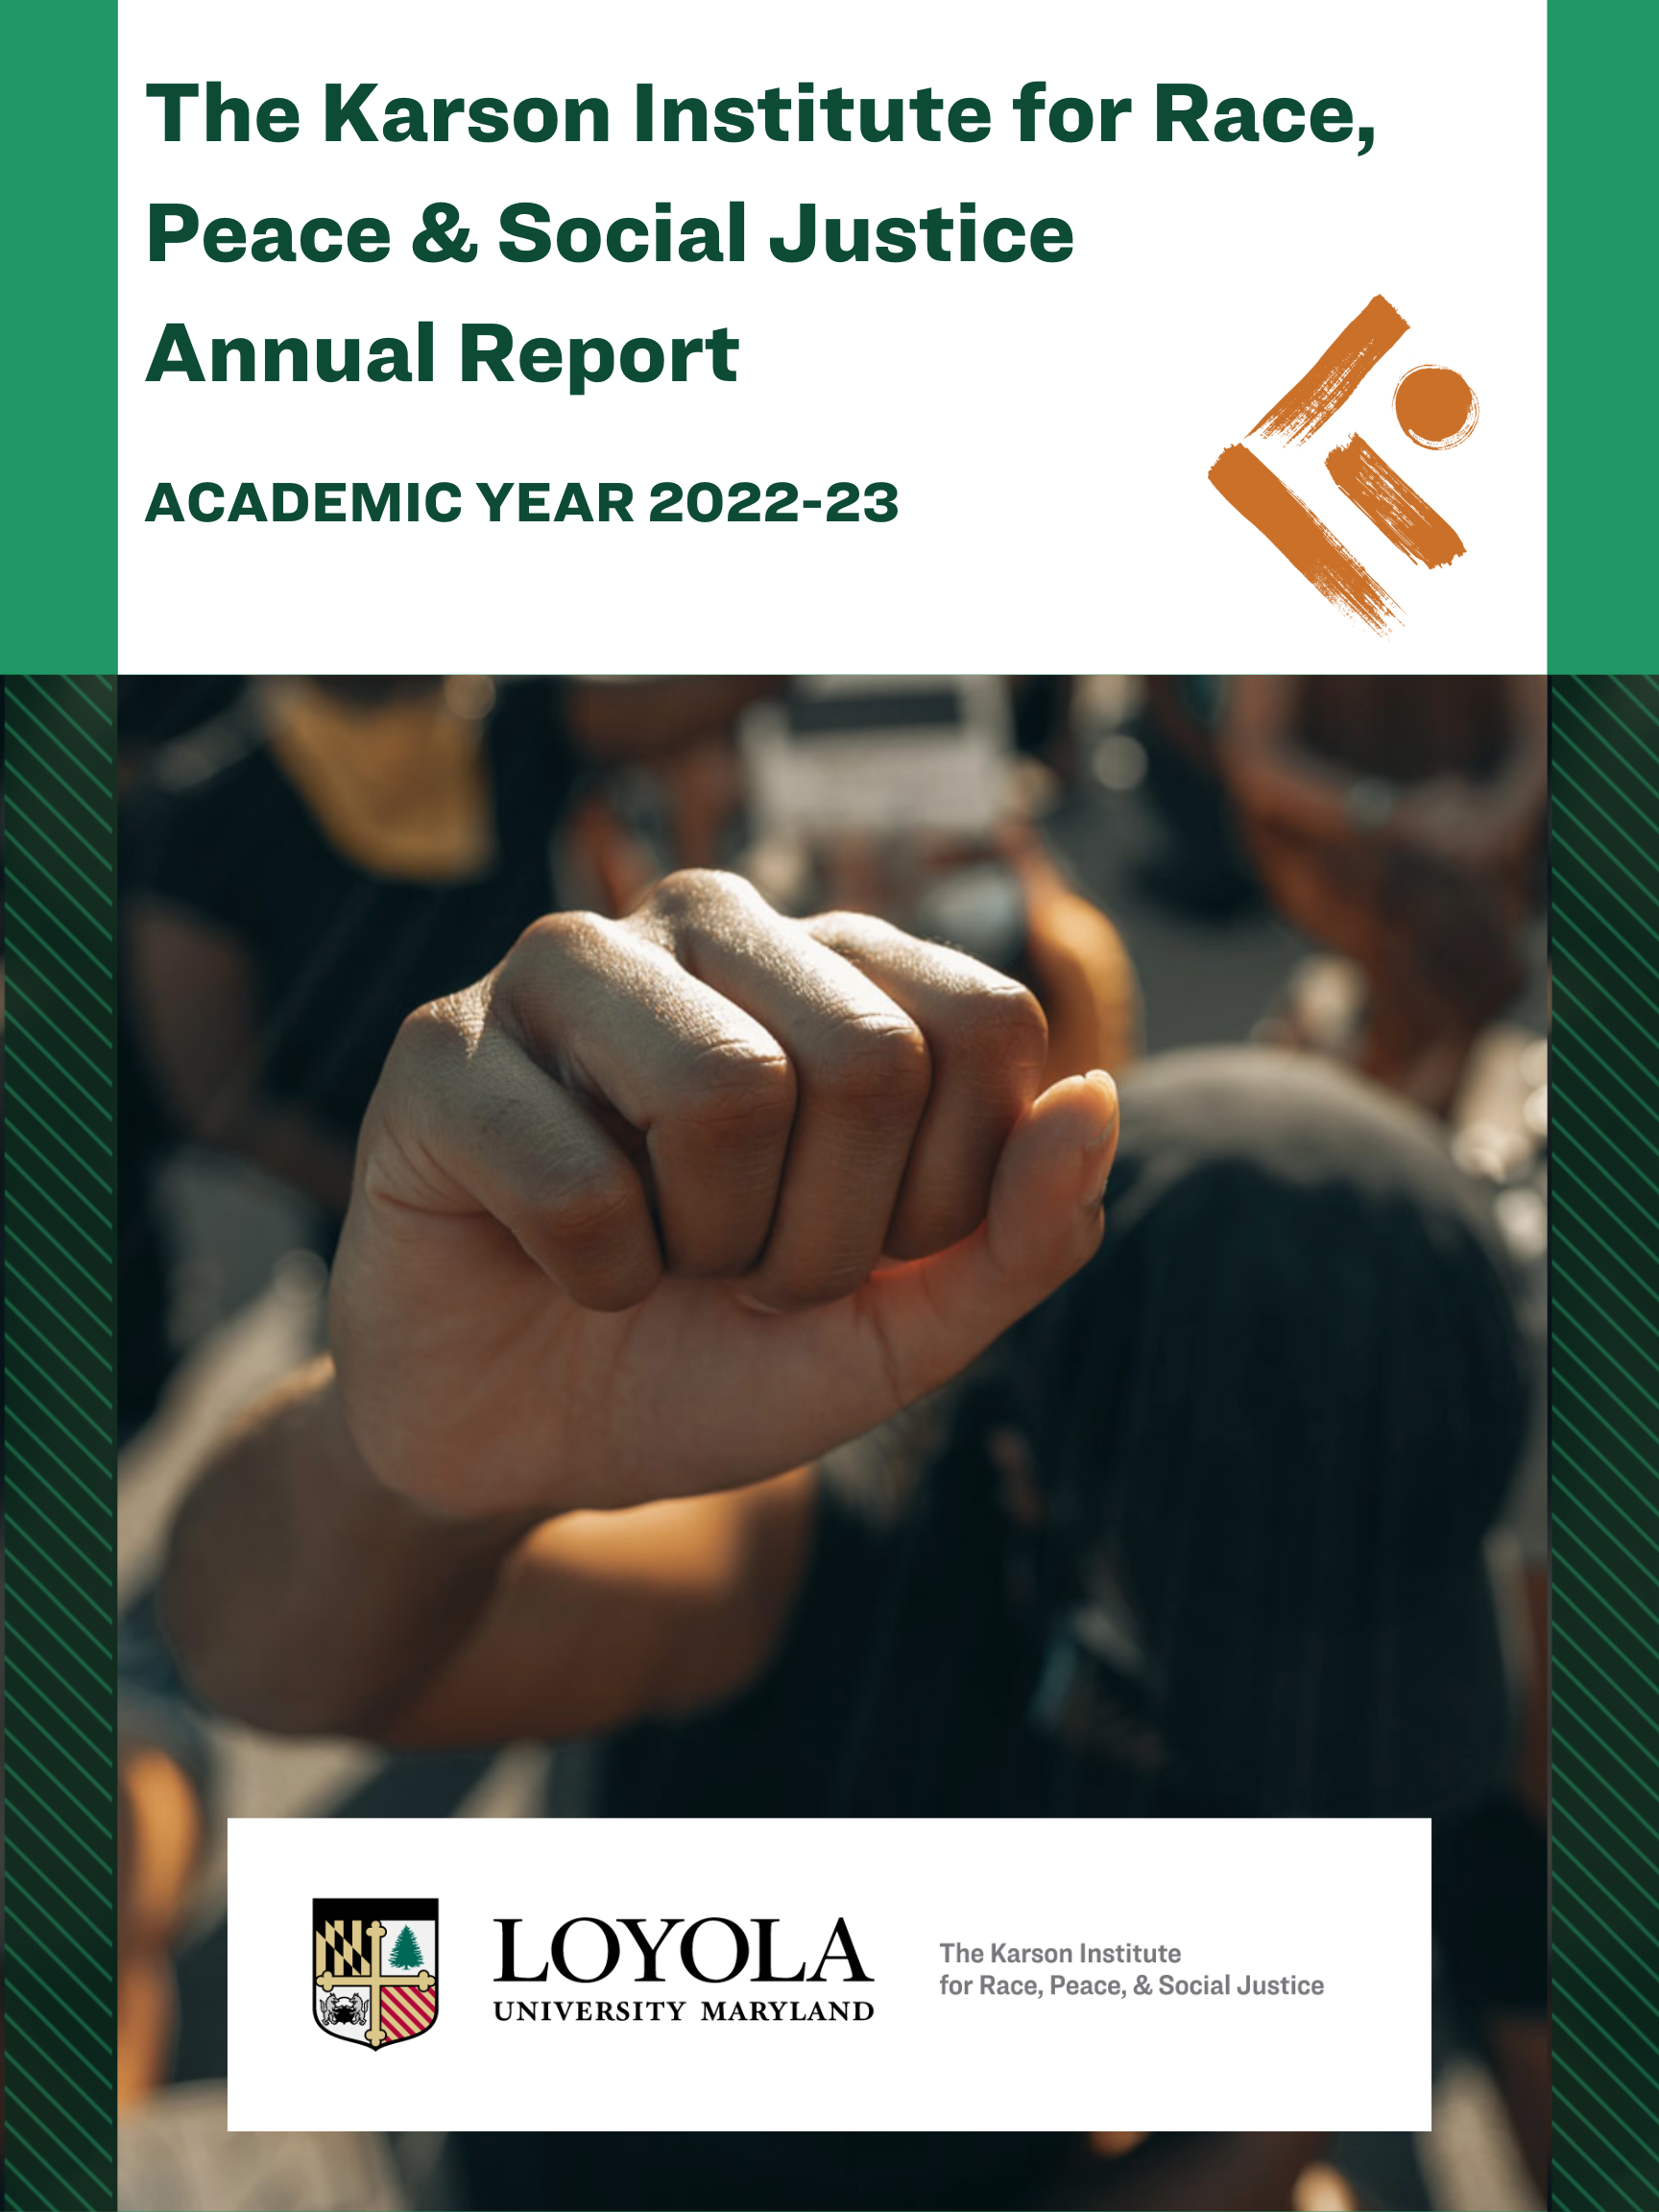 The Karson Institute for Race,
Peace & Social Justice
Annual Report
ACADEMIC YEAR 2022-23
LOYOLA
UNIVERSITY MARYLAND
The Karson Institute
for Race, Peace, & Social Justice